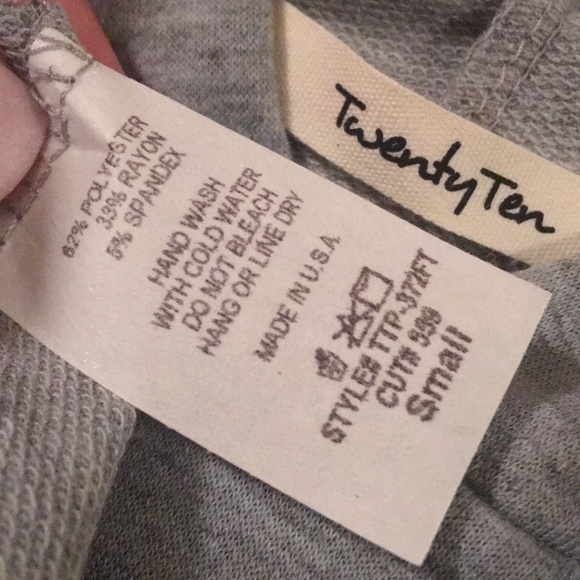 TwentyTen
62% POLYESTER
33% RAYON
5% SPANDEX
HAND WASH
WITH COLD WATER
DO NOT BLEACH
HANG OR LINE DRY
MADE IN U.S.A.
STYLE# TTP-372FT
CUT# 339
Small